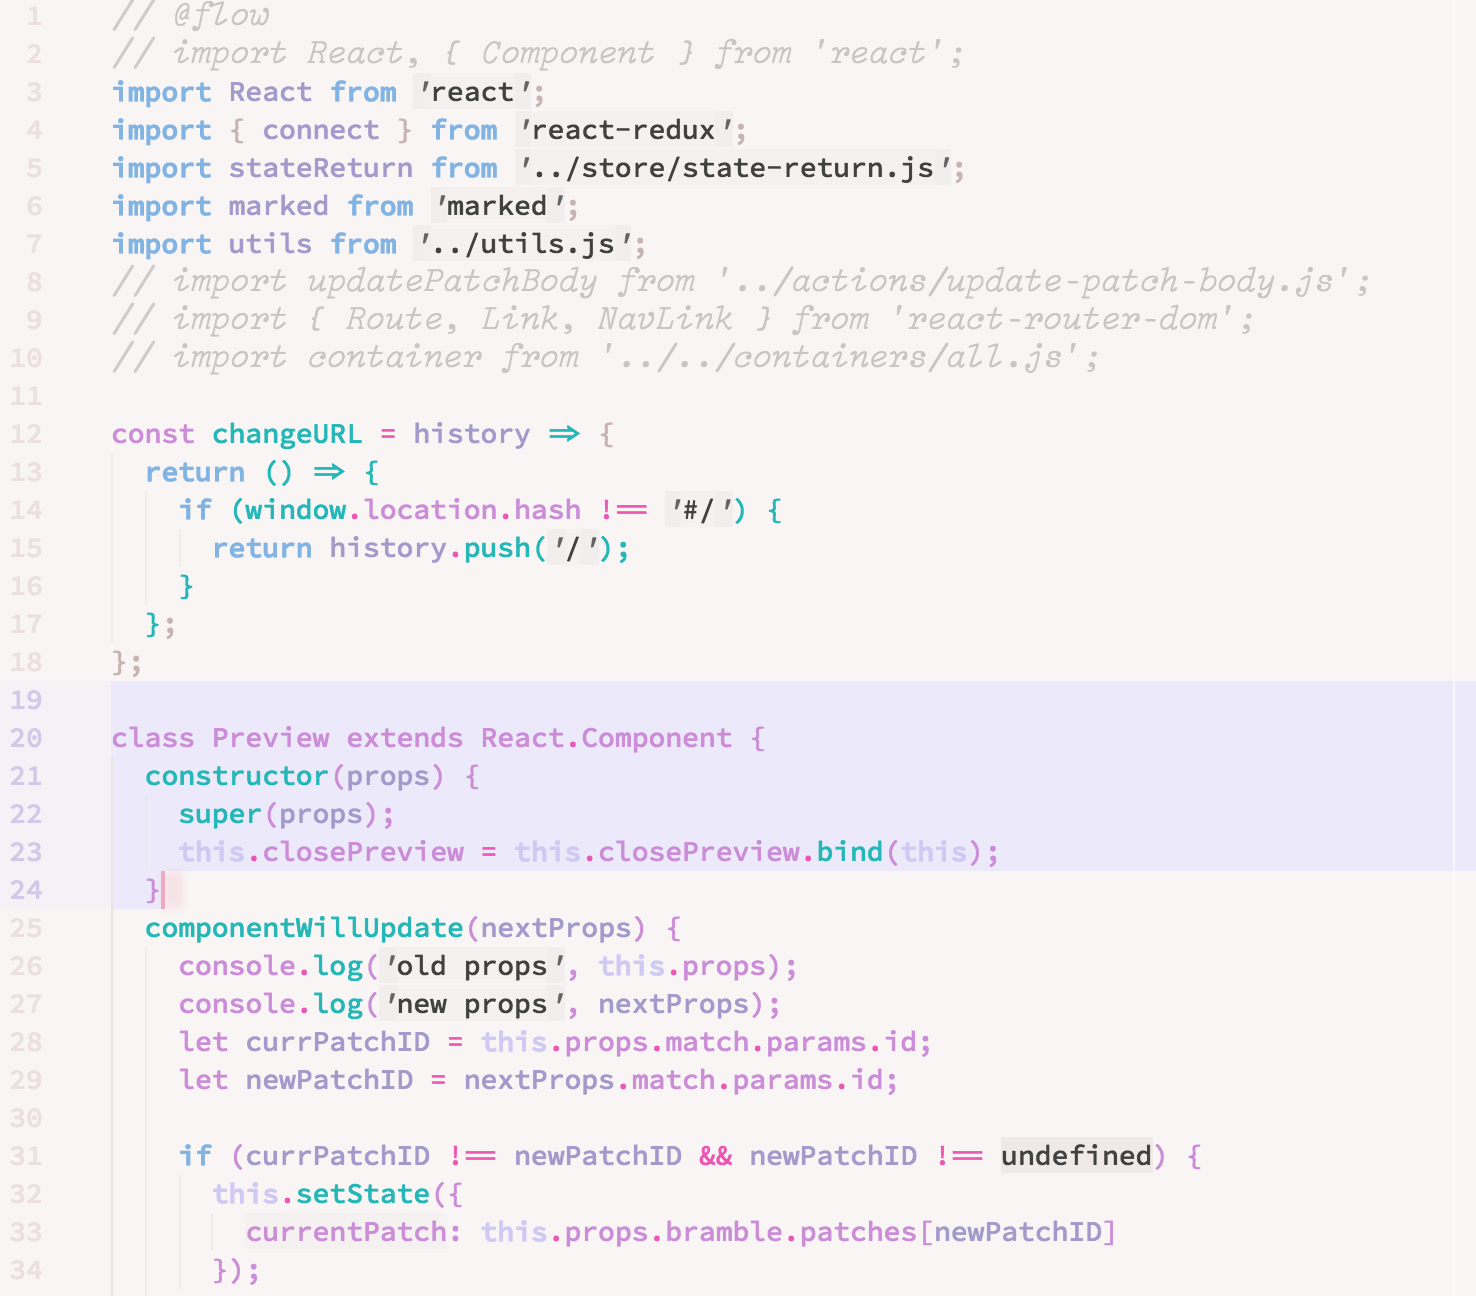 1 // @flow
2 // import React, { Component } from 'react';
3 import React from 'react';
4 import { connect } from 'react-redux';
5 import stateReturn from '../store/state-return.js';
6 import marked from 'marked';
7 import utils from '../utils.js';
8 // import updatePatchBody from '../actions/update-patch-body.js';
9 // import { Route, Link, NavLink } from 'react-router-dom';
10 // import container from '../../containers/all.js';
11
12 const changeURL = history => {
13   return () => {
14     if (window.location.hash !== '#/') {
15       return history.push('/');
16     }
17   };
18 };
19
20 class Preview extends React.Component {
21   constructor(props) {
22     super(props);
23     this.closePreview = this.closePreview.bind(this);
24   }
25   componentWillUpdate(nextProps) {
26     console.log('old props', this.props);
27     console.log('new props', nextProps);
28     let currPatchID = this.props.match.params.id;
29     let newPatchID = nextProps.match.params.id;
30
31     if (currPatchID !== newPatchID && newPatchID !== undefined) {
32       this.setState({
33         currentPatch: this.props.bramble.patches[newPatchID]
34       });